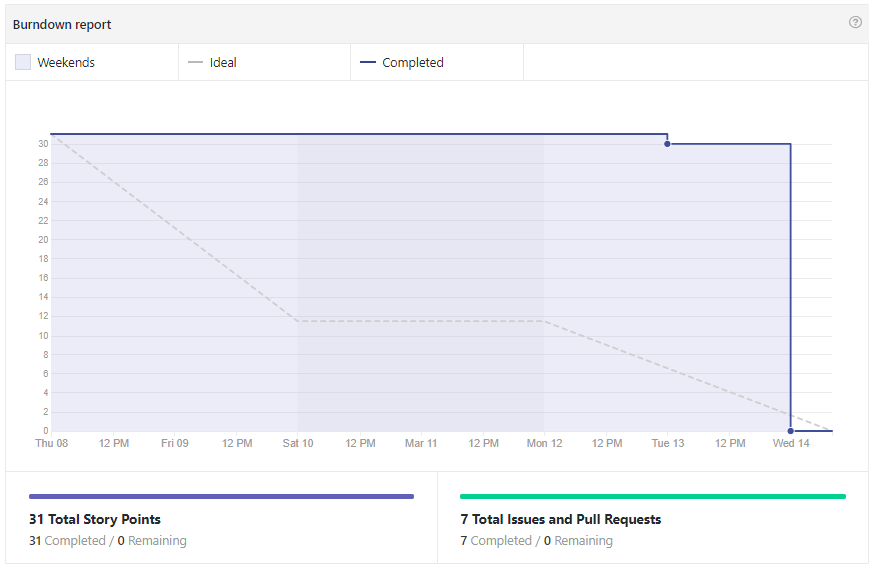 Burndown report ?
Weekends Ideal Completed
30
28
26
24
22
20
18
16
14
12
10
8
6
4
2
0
Thu 08 12 PM Fri 09 12 PM Sat 10 12 PM Mar 11 12 PM Mon 12 12 PM Tue 13 12 PM Wed 14
31 Total Story Points
31 Completed / 0 Remaining
7 Total Issues and Pull Requests
7 Completed / 0 Remaining